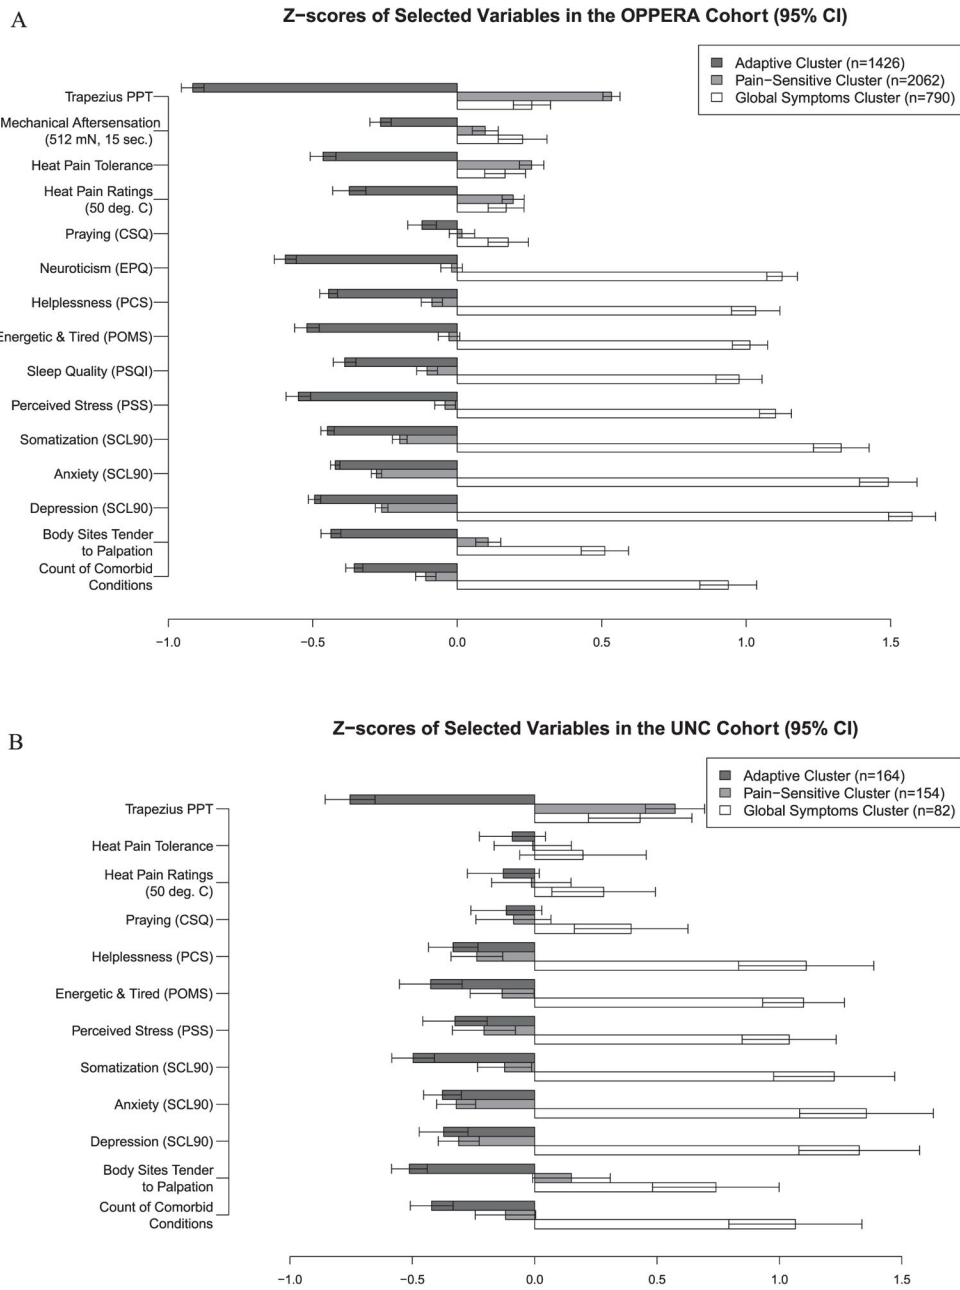 A
Z−scores of Selected Variables in the OPPERA Cohort (95% CI)
Adaptive Cluster (n=1426)
Pain−Sensitive Cluster (n=2062)
Global Symptoms Cluster (n=790)
Trapezius PPT
Mechanical Aftersensation
(512 mN, 15 sec.)
Heat Pain Tolerance
Heat Pain Ratings
(50 deg. C)
Praying (CSQ)
Neuroticism (EPQ)
Helplessness (PCS)
Energetic & Tired (POMS)
Sleep Quality (PSQI)
Perceived Stress (PSS)
Somatization (SCL90)
Anxiety (SCL90)
Depression (SCL90)
Body Sites Tender
to Palpation
Count of Comorbid
Conditions
−1.0 −0.5 0.0 0.5 1.0 1.5
B
Z−scores of Selected Variables in the UNC Cohort (95% CI)
Adaptive Cluster (n=164)
Pain−Sensitive Cluster (n=154)
Global Symptoms Cluster (n=82)
Trapezius PPT
Heat Pain Tolerance
Heat Pain Ratings
(50 deg. C)
Praying (CSQ)
Helplessness (PCS)
Energetic & Tired (POMS)
Perceived Stress (PSS)
Somatization (SCL90)
Anxiety (SCL90)
Depression (SCL90)
Body Sites Tender
to Palpation
Count of Comorbid
Conditions
−1.0 −0.5 0.0 0.5 1.0 1.5